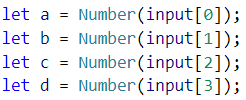 let a = Number(input[0]);
let b = Number(input[1]);
let c = Number(input[2]);
let d = Number(input[3]);